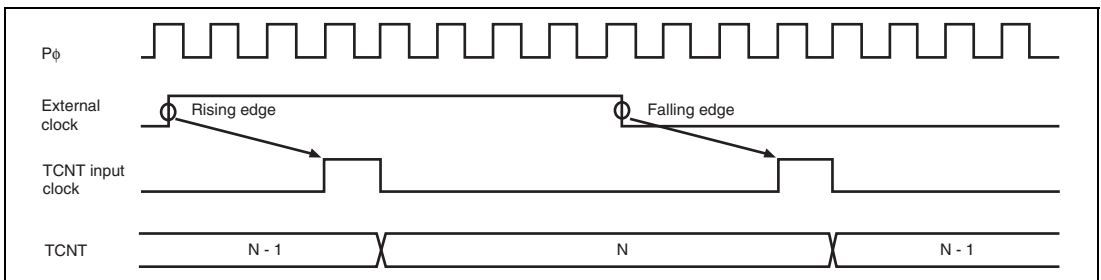 Pϕ
External
clock
Rising edge
Falling edge
TCNT input
clock
TCNT
N - 1
N
N - 1